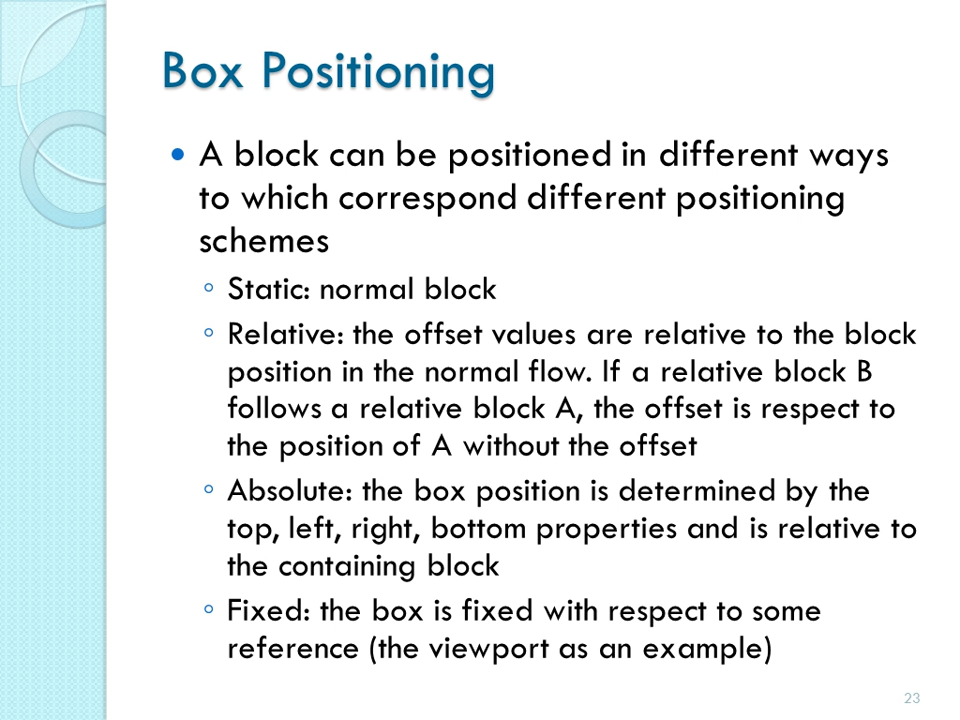 Box Positioning
• A block can be positioned in different ways
to which correspond different positioning
schemes
◦ Static: normal block
◦ Relative: the offset values are relative to the block
position in the normal flow. If a relative block B
follows a relative block A, the offset is respect to
the position of A without the offset
◦ Absolute: the box position is determined by the
top, left, right, bottom properties and is relative to
the containing block
◦ Fixed: the box is fixed with respect to some
reference (the viewport as an example)
23